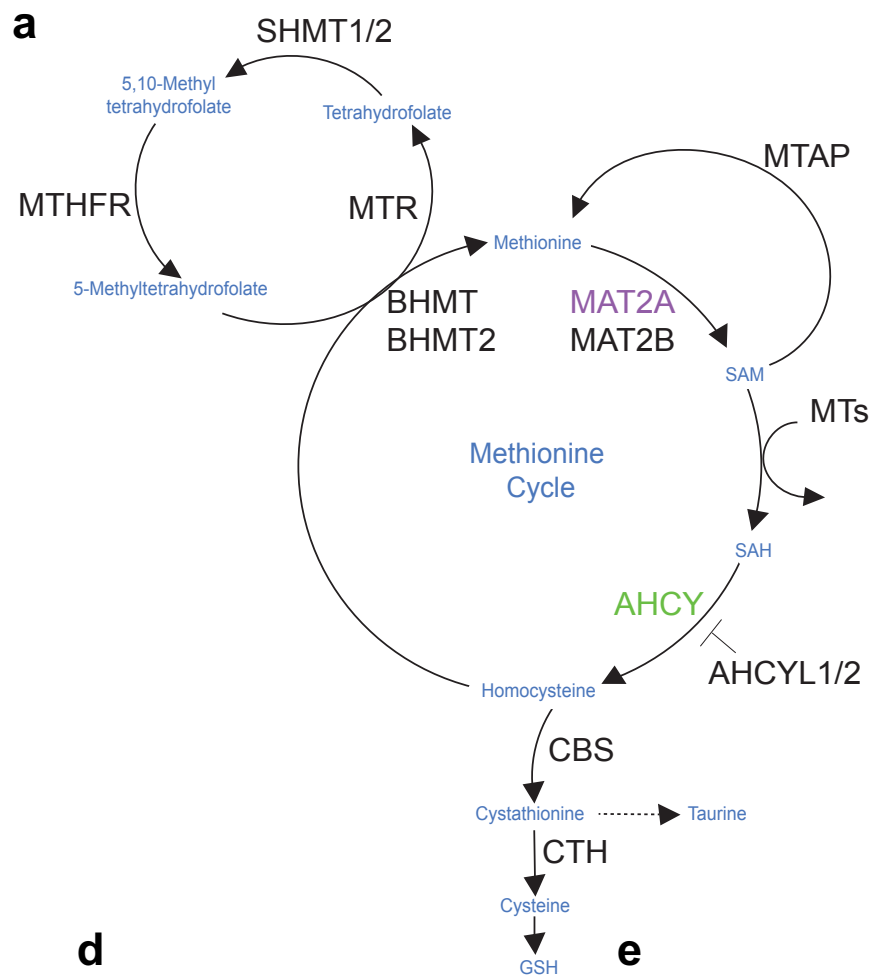 a
SHMT1/2
5,10-Methyl
tetrahydrofolate
Tetrahydrofolate
MTHFR
MTR
MTAP
Methionine
5-Methyltetrahydrofolate
BHMT
BHMT2
MAT2A
MAT2B
SAM
MTs
Methionine
Cycle
SAH
AHCY
AHCYL1/2
Homocysteine
CBS
Cystathionine
Taurine
CTH
Cysteine
d
e
GSH